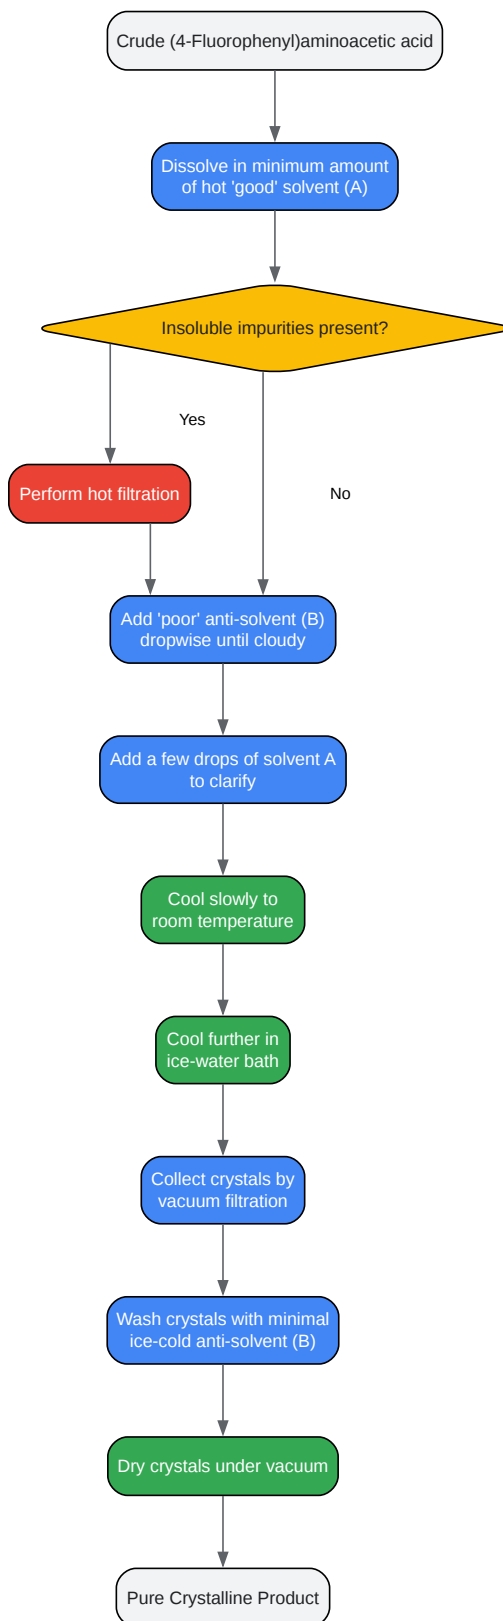 Crude (4-Fluorophenyl)aminoacetic acid
Dissolve in minimum amount
of hot 'good' solvent (A)
Insoluble impurities present?
Yes
Perform hot filtration
No
Add 'poor' anti-solvent (B)
dropwise until cloudy
Add a few drops of solvent A
to clarify
Cool slowly to
room temperature
Cool further in
ice-water bath
Collect crystals by
vacuum filtration
Wash crystals with minimal
ice-cold anti-solvent (B)
Dry crystals under vacuum
Pure Crystalline Product